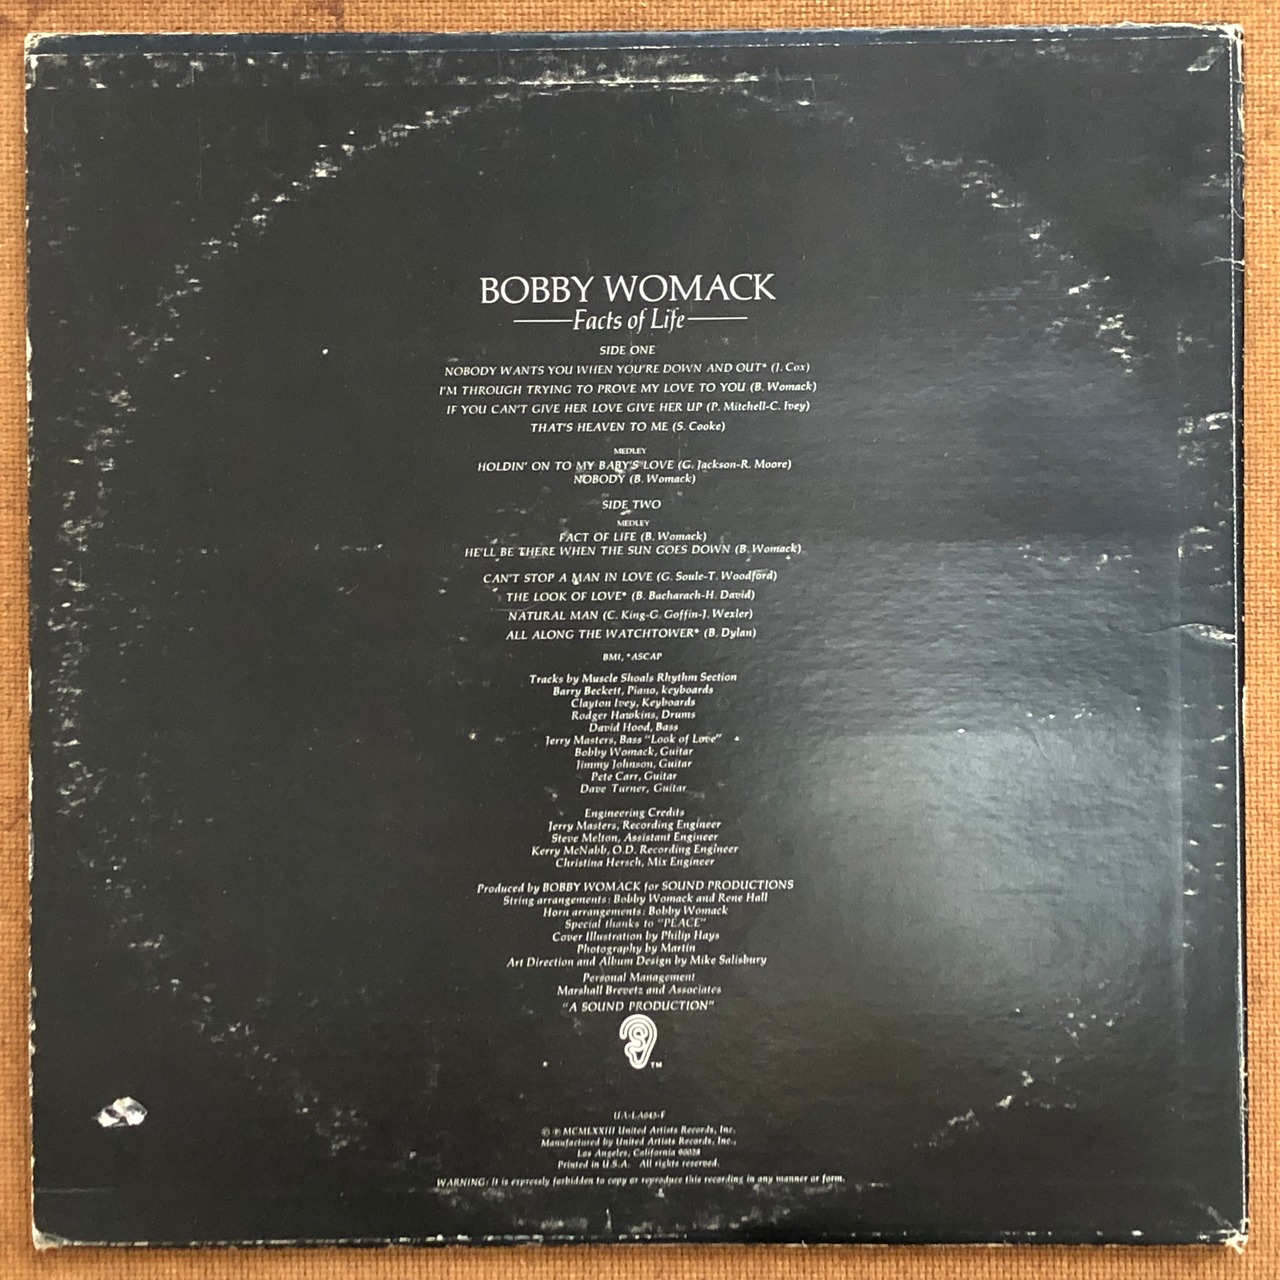 BOBBY WOMACK
Facts of Life
SIDE ONE
NOBODY WANTS YOU WHEN YOU'RE DOWN AND OUT* (J. Cox)
I'M THROUGH TRYING TO PROVE MY LOVE TO YOU (B. Womack)
IF YOU CAN'T GIVE HER LOVE GIVE HER UP (P. Mitchell-C. Ivey)
THAT'S HEAVEN TO ME (S. Cooke)
MEDLEY
HOLDIN' ON TO MY BABY'S LOVE (G. Jackson-R. Moore)
NOBODY (B. Womack)
SIDE TWO
MEDLEY
FACT OF LIFE (B. Womack)
HE'LL BE THERE WHEN THE SUN GOES DOWN (B. Womack)
CAN'T STOP A MAN IN LOVE (G. Soule-T. Woodford)
THE LOOK OF LOVE* (B. Bacharach-H. David)
NATURAL MAN (C. King-G. Goffin-J. Wexler)
ALL ALONG THE WATCHTOWER* (B. Dylan)
BMI, *ASCAP
Tracks by Muscle Shoals Rhythm Section
Barry Beckett, Piano, keyboards
Clayton Ivey, Keyboards
Rodger Hawkins, Drums
David Hood, Bass
Jerry Masters, Bass "Look of Love"
Bobby Womack, Guitar
Jimmy Johnson, Guitar
Pete Carr, Guitar
Dave Turner, Guitar
Engineering Credits
Jerry Masters, Recording Engineer
Steve Melton, Assistant Engineer
Kerry McNabb, O.D. Recording Engineer
Christina Hersch, Mix Engineer
Produced by BOBBY WOMACK for SOUND PRODUCTIONS
String arrangements: Bobby Womack and Rene Hall
Horn arrangements: Bobby Womack
Special thanks to "PEACE"
Cover Illustration by Philip Hays
Photography by Martin
Art Direction and Album Design by Mike Salisbury
Personal Management
Marshall Brevetz and Associates
"A SOUND PRODUCTION"
TM
UA-LA043-F
© ℗ MCMLXXIII United Artists Records, Inc.
Manufactured by United Artists Records, Inc.,
Los Angeles, California 90028
Printed in U.S.A. All rights reserved.
WARNING: It is expressly forbidden to copy or reproduce this recording in any manner or form.